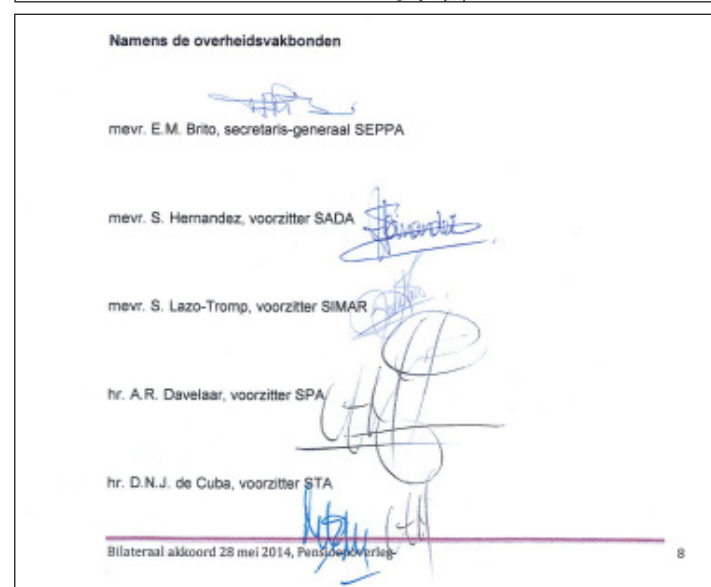 Namens de overheidsvakbonden
mevr. E.M. Brito, secretaris-generaal SEPPA
mevr. S. Hernandez, voorzitter SADA
mevr. S. Lazo-Tromp, voorzitter SIMAR
hr. A.R. Davelaar, voorzitter SPA
hr. D.N.J. de Cuba, voorzitter STA
Bilateraal akkoord 28 mei 2014, Pensioenoverleg
8